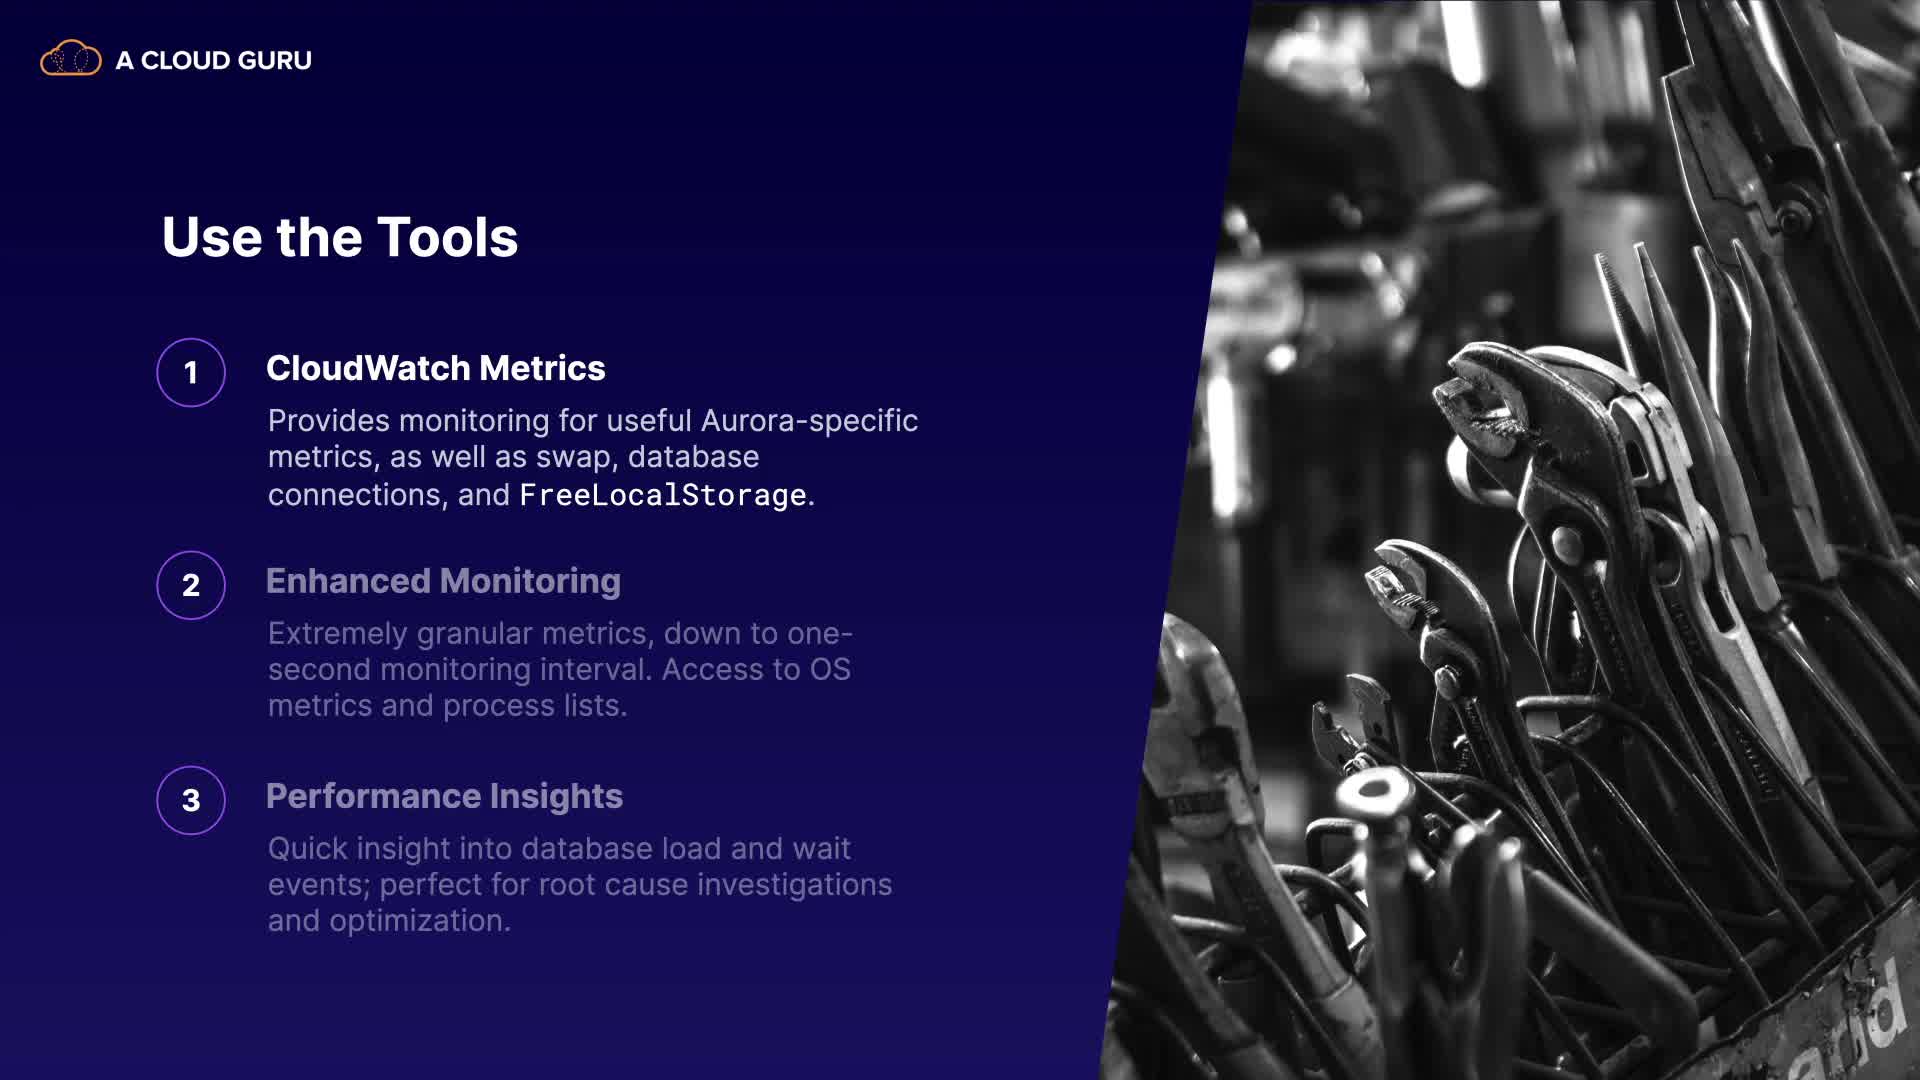 A CLOUD GURU
Use the Tools
1
CloudWatch Metrics
Provides monitoring for useful Aurora-specific
metrics, as well as swap, database
connections, and FreeLocalStorage.
2
Enhanced Monitoring
Extremely granular metrics, down to one-
second monitoring interval. Access to OS
metrics and process lists.
3
Performance Insights
Quick insight into database load and wait
events; perfect for root cause investigations
and optimization.